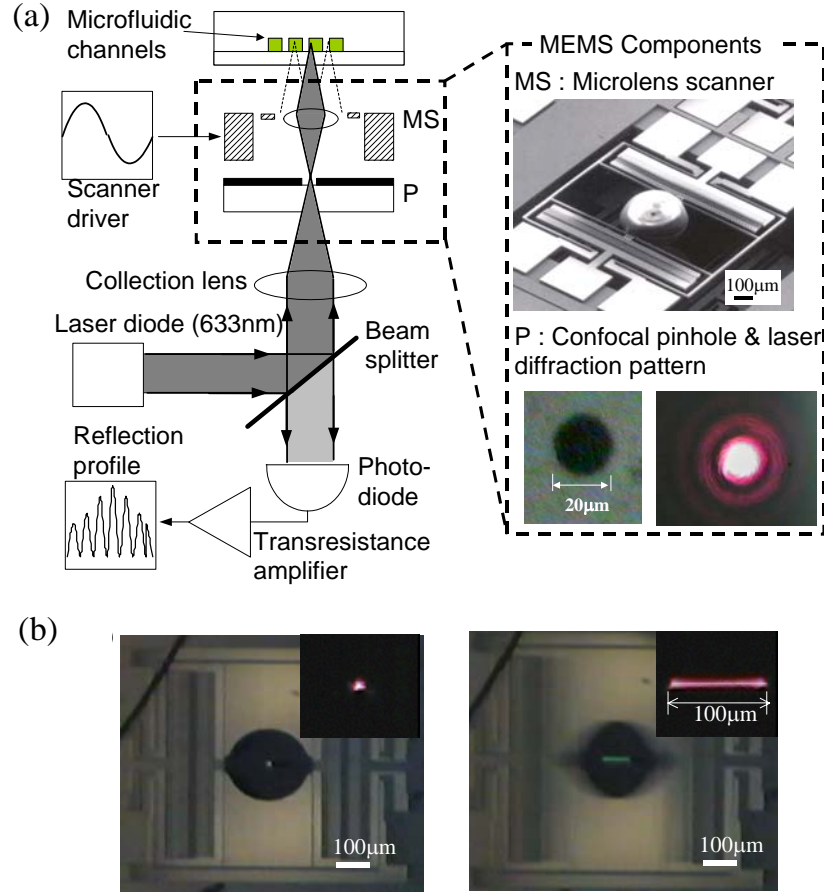 (a)
Microfluidic
channels
MS
Scanner
driver
P
Collection lens
Laser diode (633nm)
Beam
splitter
Reflection
profile
Photo-
diode
Transresistance
amplifier
MEMS Components
MS : Microlens scanner
100μm
P : Confocal pinhole & laser
diffraction pattern
20μm
(b)
100μm
100μm
100μm